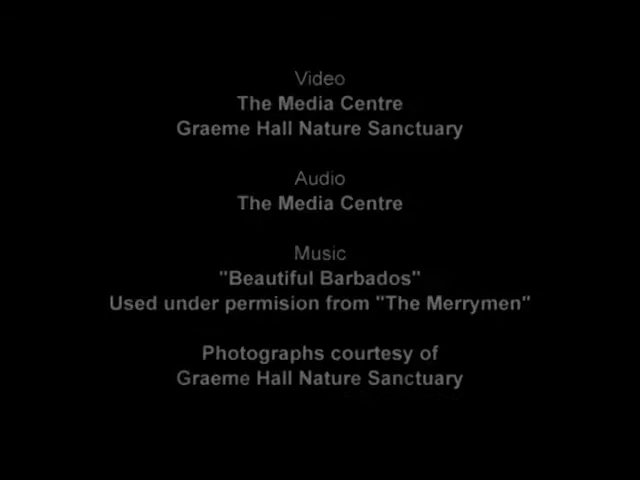 Video
The Media Centre
Graeme Hall Nature Sanctuary
Audio
The Media Centre
Music
"Beautiful Barbados"
Used under permision from "The Merrymen"
Photographs courtesy of
Graeme Hall Nature Sanctuary